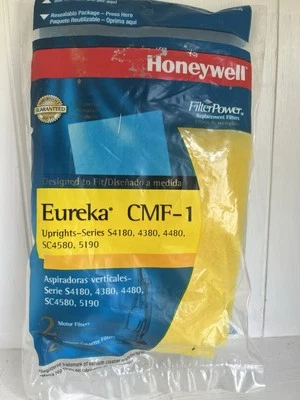 Resealable Package - Press Here
Paquete Reutilizable - Oprima aquí
Honeywell
GUARANTEED
FilterPower
Replacement Filters
Designed to Fit/Diseñado a medida
Eureka® CMF-1
Uprights-Series S4180, 4380, 4480,
SC4580, 5190
Aspiradoras verticales-
Serie S4180, 4380, 4480,
SC4580, 5190
2
Motor Filters